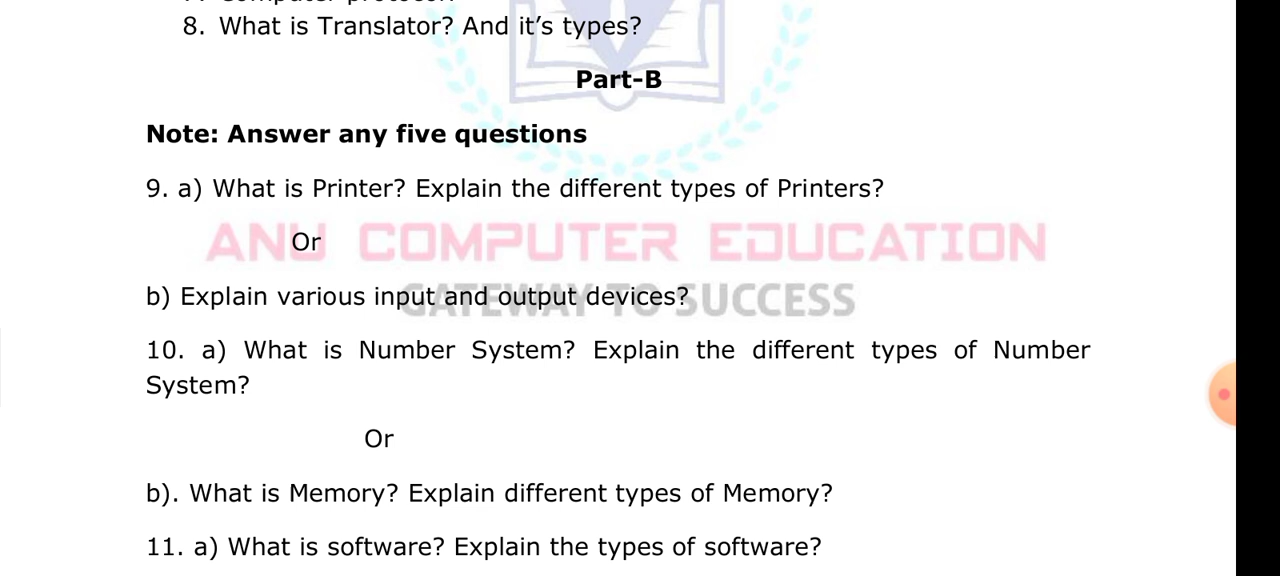 8. What is Translator? And it’s types?
Part-B
Note: Answer any five questions
9. a) What is Printer? Explain the different types of Printers?
ANU COMPUTER EDUCATION
Or
GATEWAY TO SUCCESS
b) Explain various input and output devices?
10. a) What is Number System? Explain the different types of Number
System?
Or
b). What is Memory? Explain different types of Memory?
11. a) What is software? Explain the types of software?